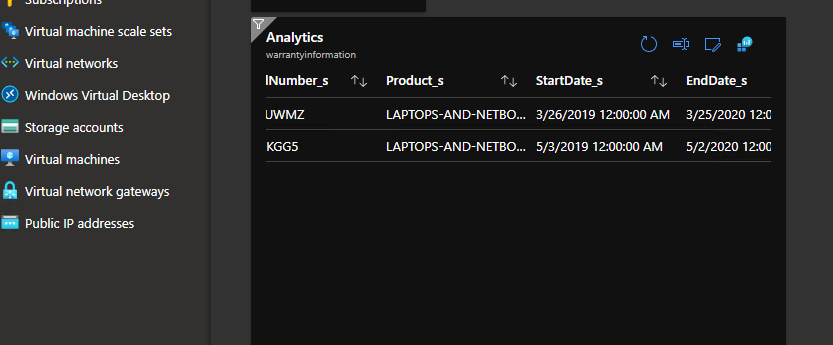 Subscriptions
Virtual machine scale sets
Virtual networks
Windows Virtual Desktop
Storage accounts
Virtual machines
Virtual network gateways
Public IP addresses
Analytics
warrantyinformation
lNumber_s Product_s StartDate_s EndDate_s
UWMZ LAPTOPS-AND-NETBO... 3/26/2019 12:00:00 AM 3/25/2020 12:0
KGG5 LAPTOPS-AND-NETBO... 5/3/2019 12:00:00 AM 5/2/2020 12:00